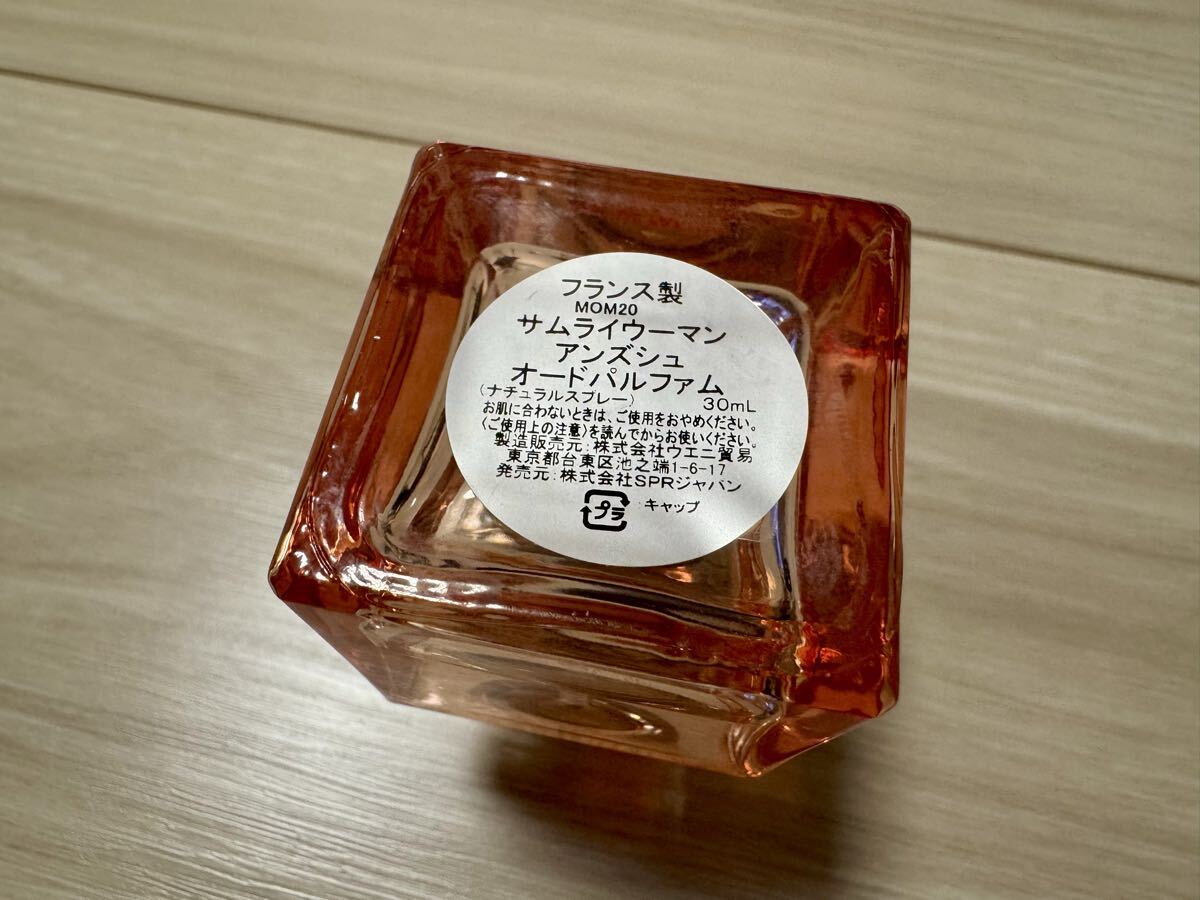 フランス製
MOM20
サムライウーマン
アンズシュ
オードパルファム
(ナチュラルスプレー) 30mL
お肌に合わないときは、ご使用をおやめください。
〈ご使用上の注意〉を読んでからお使いください。
製造販売元:株式会社ウエニ貿易
東京都台東区池之端1-6-17
発売元:株式会社SPRジャパン
プラ :キャップ